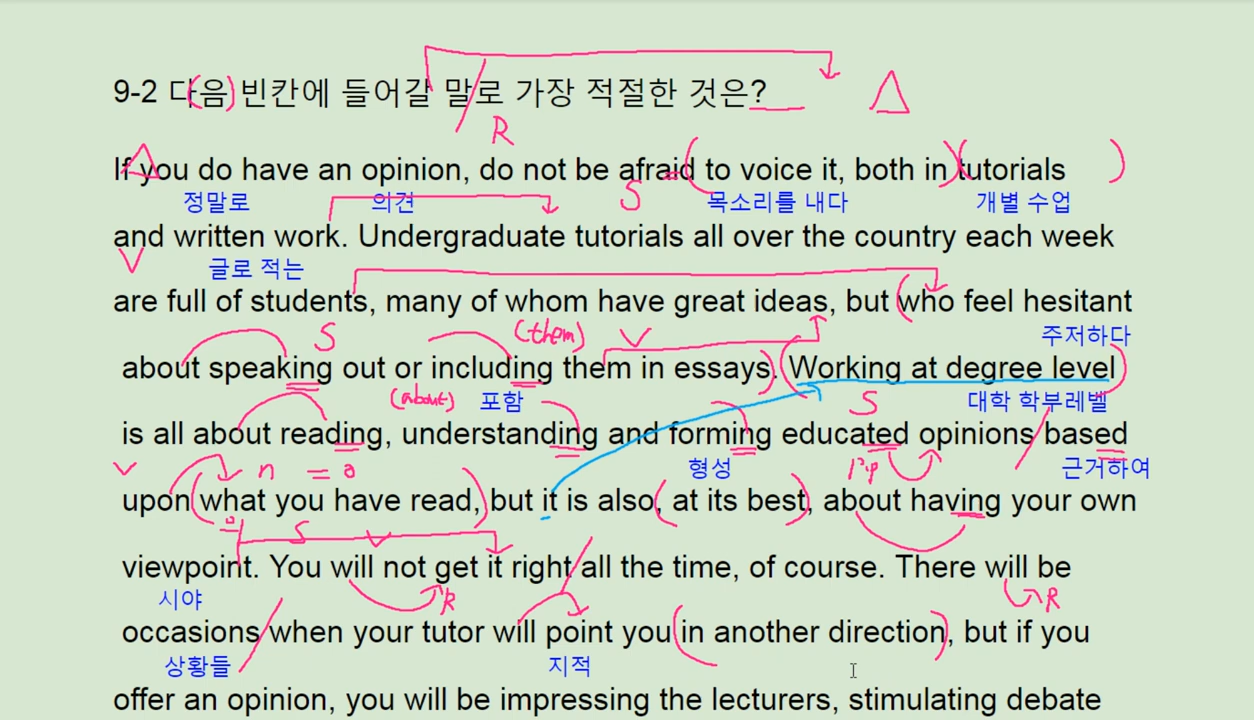 9-2 다음 빈칸에 들어갈 말로 가장 적절한 것은?
R
If you do have an opinion, do not be afraid to voice it, both in tutorials
정말로 의견 S 목소리를 내다 개별 수업
and written work. Undergraduate tutorials all over the country each week
V 글로 적는
are full of students, many of whom have great ideas, but who feel hesitant
S (them) V 주저하다
about speaking out or including them in essays. Working at degree level
(about) 포함 S 대학 학부레벨
is all about reading, understanding and forming educated opinions based
V n = o 형성 p.p 근거하여
upon what you have read, but it is also, at its best, about having your own
o S V
viewpoint. You will not get it right all the time, of course. There will be
시야 R R
occasions when your tutor will point you in another direction, but if you
상황들 지적
offer an opinion, you will be impressing the lecturers, stimulating debate